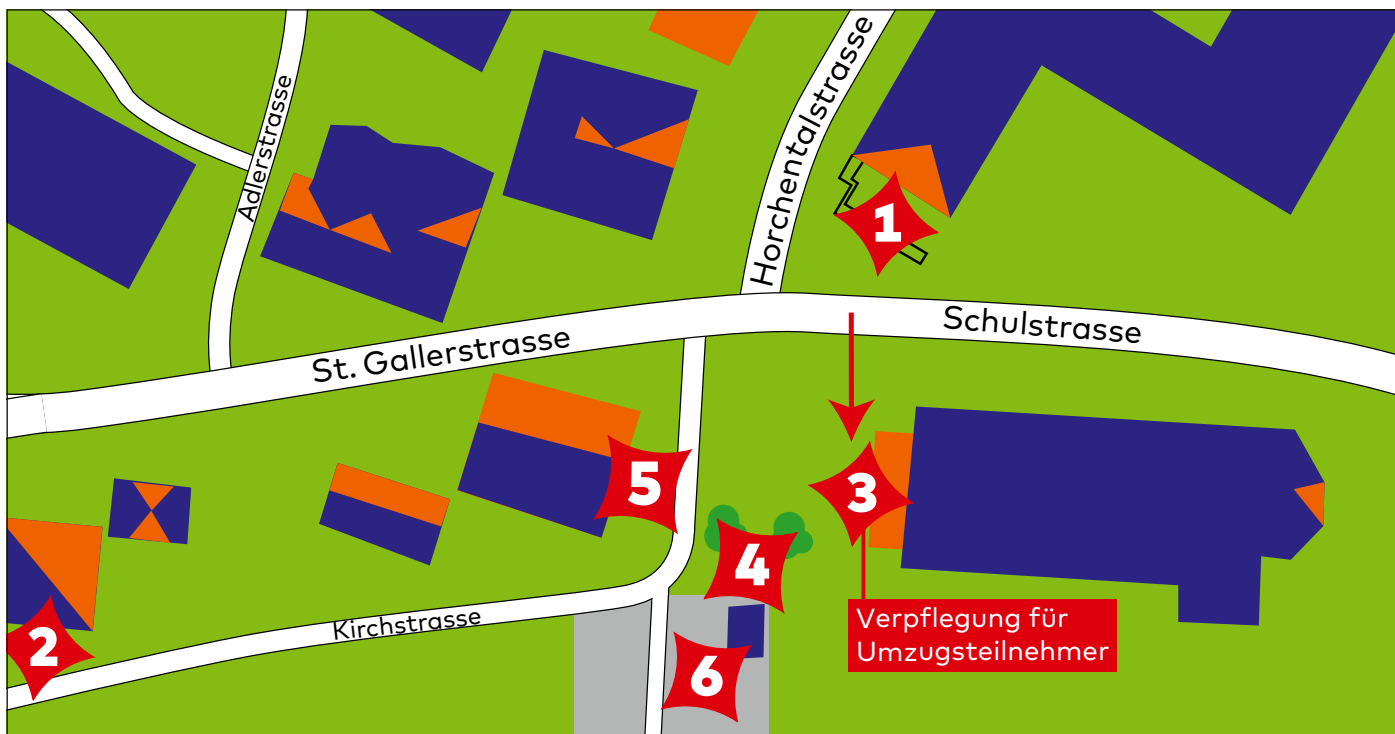 Adlerstrasse
Horchentalstrasse
1
St. Gallerstrasse
Schulstrasse
5
3
4
Verpflegung für
Umzugsteilnehmer
Kirchstrasse
2
6